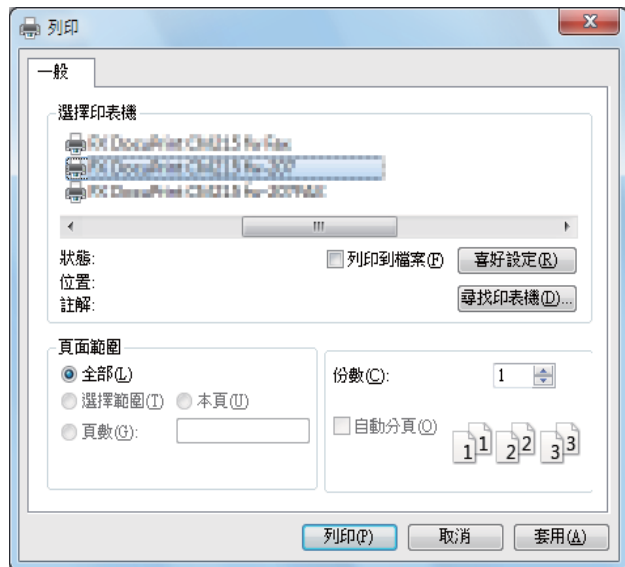 列印
一般
選擇印表機
狀態:
列印到檔案(F) 喜好設定(R)
位置:
註解:
尋找印表機(D)...
頁面範圍
全部(L)
份數(C): 1
選擇範圍(T) 本頁(U)
頁數(G):
自動分頁(O)
1 1 2 2 3 3
列印(P) 取消 套用(A)